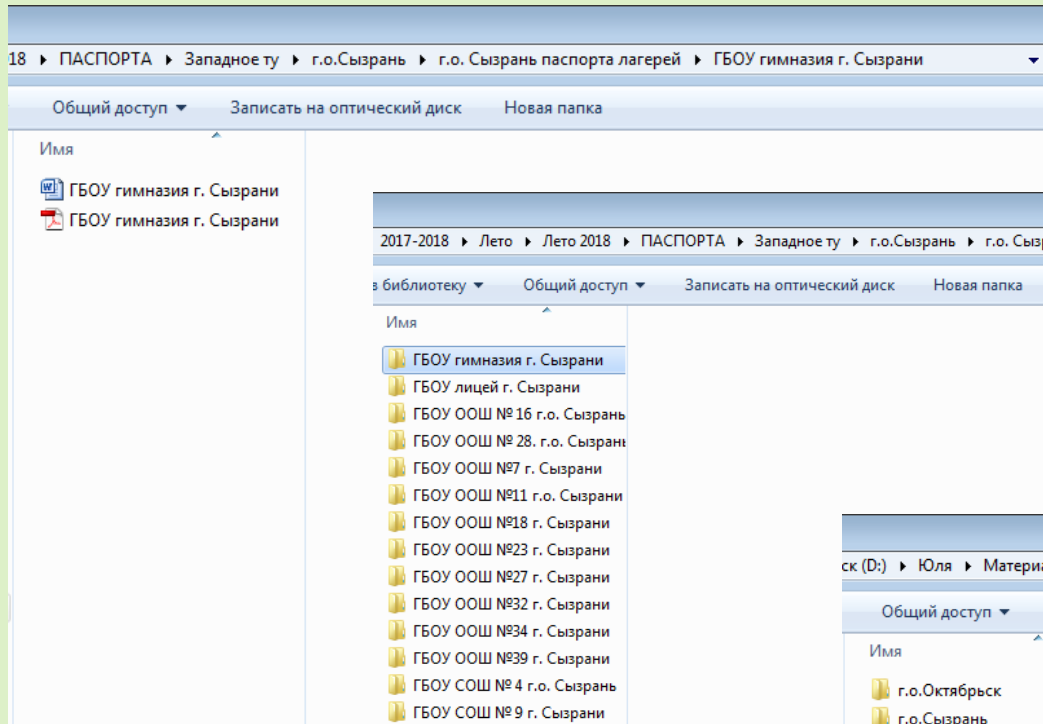 18 ▸ ПАСПОРТА ▸ Западное ту ▸ г.о.Сызрань ▸ г.о. Сызрань паспорта лагерей ▸ ГБОУ гимназия г. Сызрани
Общий доступ Записать на оптический диск Новая папка
Имя
ГБОУ гимназия г. Сызрани
ГБОУ гимназия г. Сызрани
2017-2018 ▸ Лето ▸ Лето 2018 ▸ ПАСПОРТА ▸ Западное ту ▸ г.о.Сызрань ▸ г.о. Сыз
в библиотеку Общий доступ Записать на оптический диск Новая папка
Имя
ГБОУ гимназия г. Сызрани
ГБОУ лицей г. Сызрани
ГБОУ ООШ № 16 г.о. Сызрань
ГБОУ ООШ № 28. г.о. Сызрань
ГБОУ ООШ №7 г. Сызрани
ГБОУ ООШ №11 г.о. Сызрани
ГБОУ ООШ №18 г. Сызрани
ГБОУ ООШ №23 г. Сызрани
ГБОУ ООШ №27 г. Сызрани
ГБОУ ООШ №32 г. Сызрани
ГБОУ ООШ №34 г. Сызрани
ГБОУ ООШ №39 г. Сызрани
ГБОУ СОШ № 4 г.о. Сызрань
ГБОУ СОШ № 9 г. Сызрани
ск (D:) ▸ Юля ▸ Матери
Общий доступ
Имя
г.о.Октябрьск
г.о.Сызрань